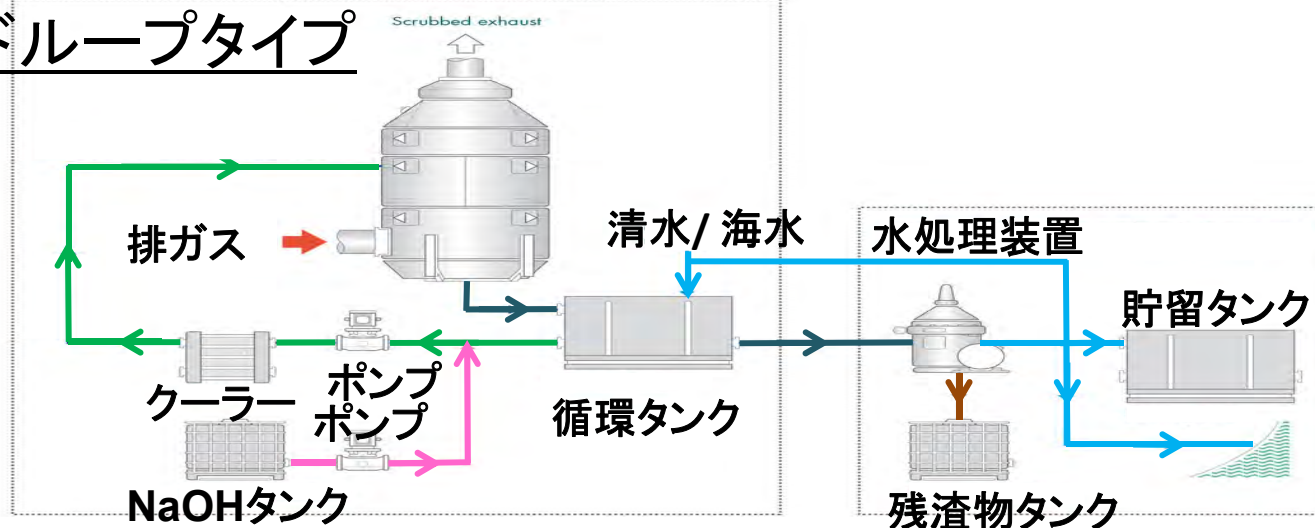 ドループタイプ
Scrubbed exhaust
排ガス
清水/ 海水
水処理装置
貯留タンク
クーラー
ポンプ
ポンプ
循環タンク
NaOHタンク
残渣物タンク